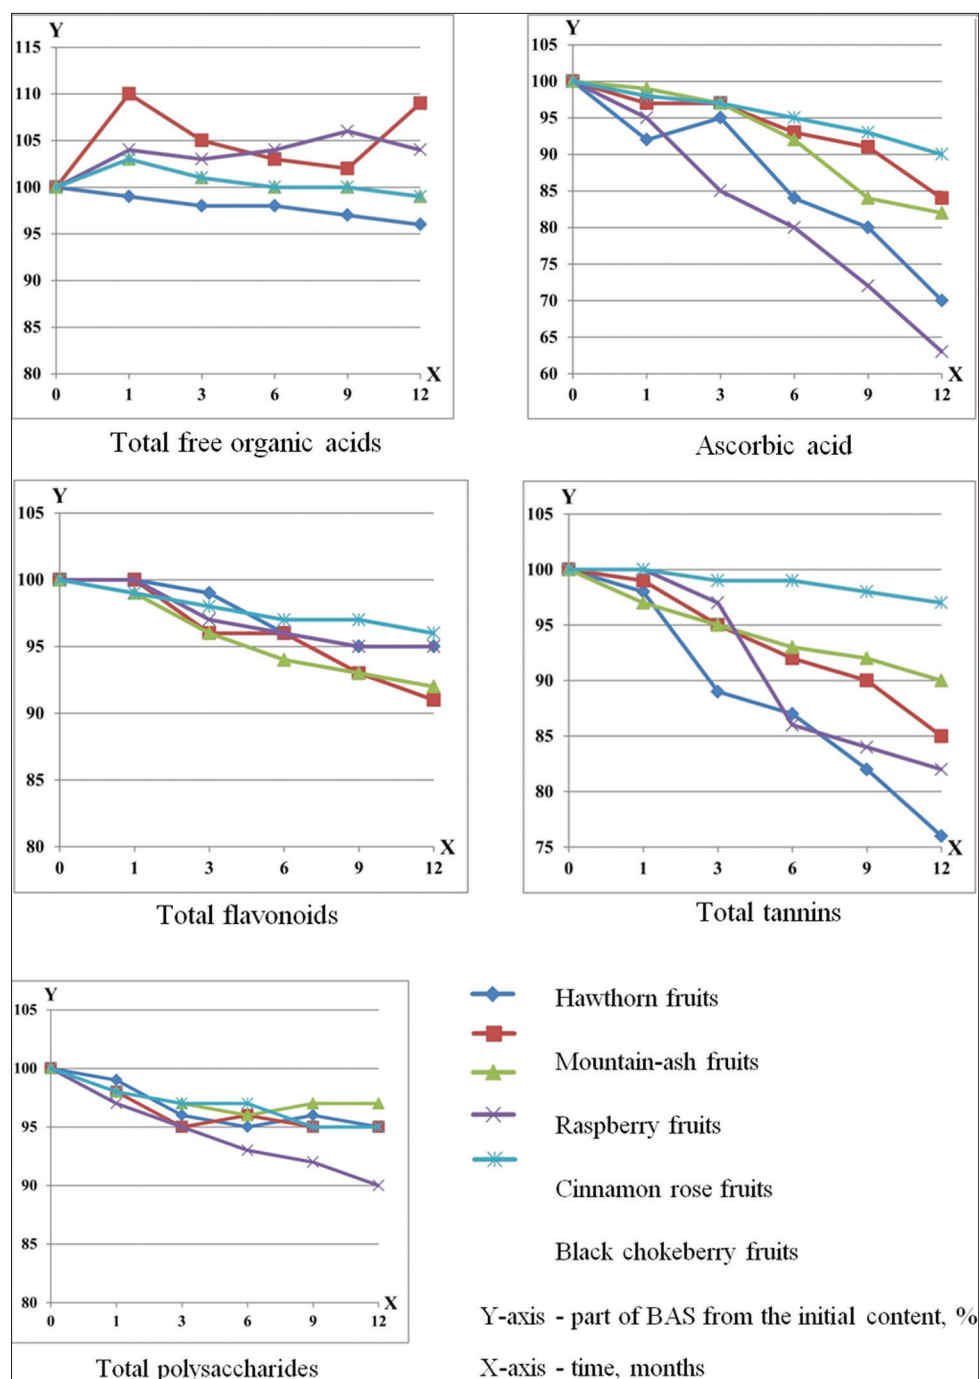 Y
115
110
105
100
95
90
85
80
X
0 1 3 6 9 12
Total free organic acids
Y
105
100
95
90
85
80
75
70
65
60
X
0 1 3 6 9 12
Ascorbic acid
Y
105
100
95
90
85
80
X
0 1 3 6 9 12
Total flavonoids
Y
105
100
95
90
85
80
75
X
0 1 3 6 9 12
Total tannins
Y
105
100
95
90
85
80
X
0 1 3 6 9 12
Total polysaccharides
Hawthorn fruits
Mountain-ash fruits
Raspberry fruits
Cinnamon rose fruits
Black chokeberry fruits
Y-axis - part of BAS from the initial content, %
X-axis - time, months